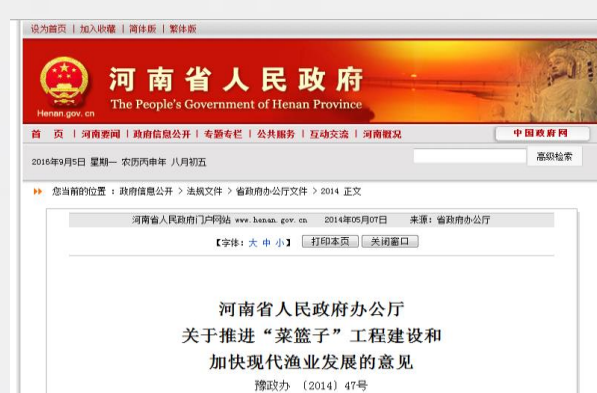 设为首页 | 加入收藏 | 简体版 | 繁体版
河南省人民政府
The People's Government of Henan Province
Henan.gov.cn
首 页 | 河南要闻 | 政府信息公开 | 专题专栏 | 公共服务 | 互动交流 | 河南概况
中国政府网
2016年9月5日 星期一 农历丙申年 八月初五
高级检索
您当前的位置 : 政府信息公开 > 法规文件 > 省政府办公厅文件 > 2014 正文
河南省人民政府门户网站 www.henan.gov.cn 2014年05月07日 来源:省政府办公厅
【字体: 大 中 小】 打印本页 关闭窗口
河南省人民政府办公厅
关于推进“菜篮子”工程建设和
加快现代渔业发展的意见
豫政办 〔2014〕47号